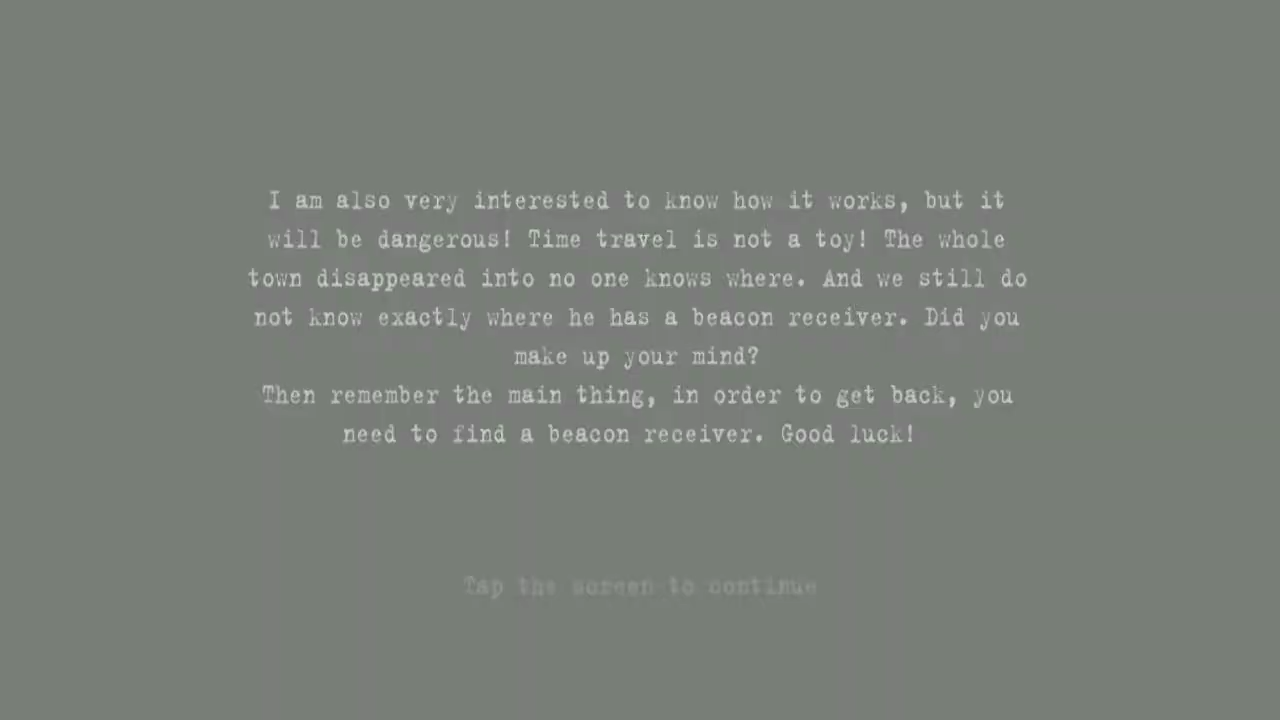 I am also very interested to know how it works, but it
will be dangerous! Time travel is not a toy! The whole
town disappeared into no one knows where. And we still do
not know exactly where he has a beacon receiver. Did you
make up your mind?
Then remember the main thing, in order to get back, you
need to find a beacon receiver. Good luck!
Tap the screen to continue